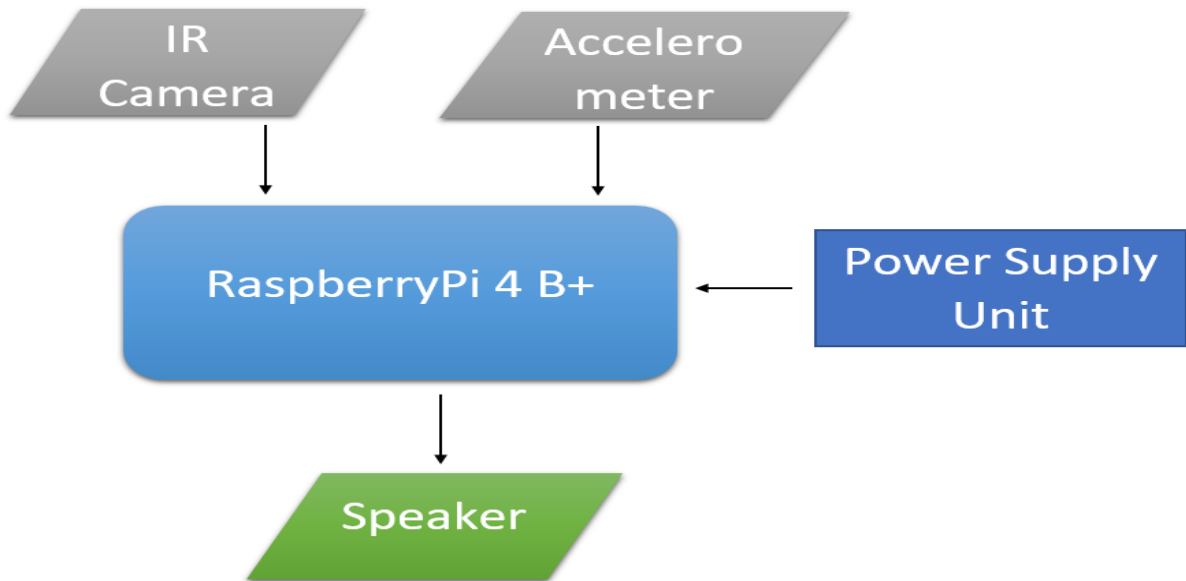 IR
Camera
Accelero
meter
RaspberryPi 4 B+
Power Supply
Unit
Speaker